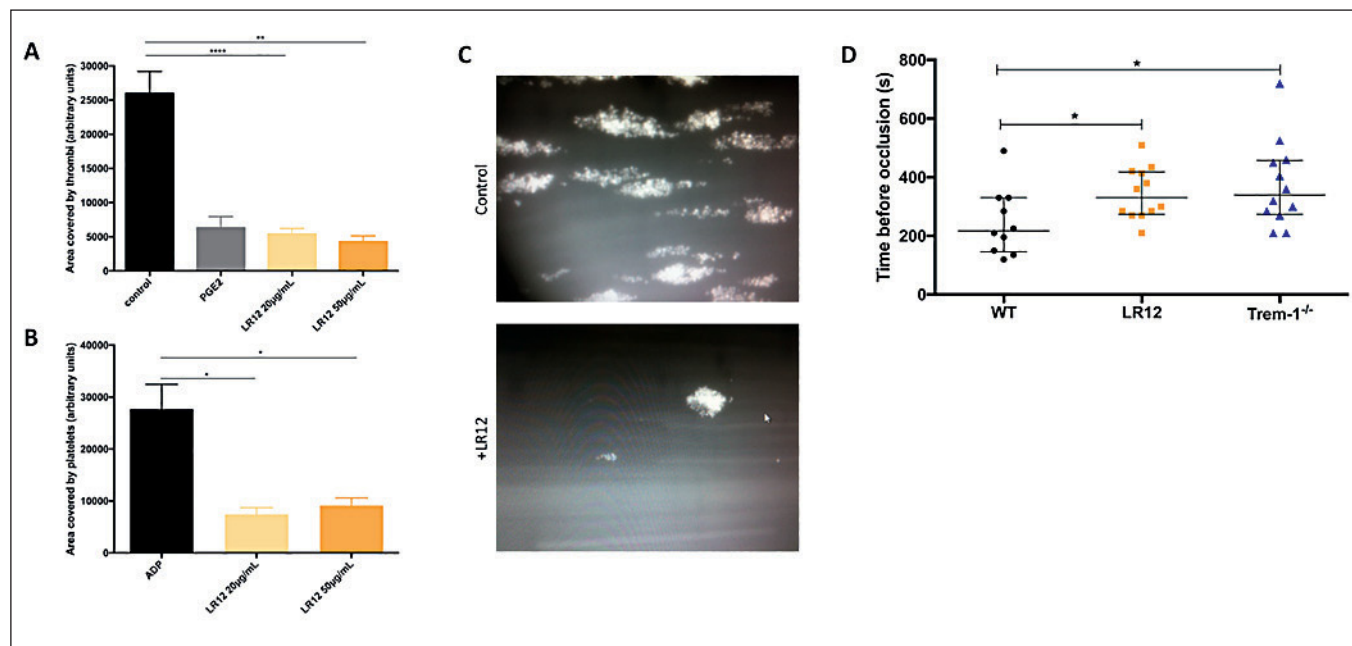 A
Area covered by thrombi (arbitrary units)
30000
25000
20000
15000
10000
5000
0
**
****
control
PGE2
LR12 20µg/mL
LR12 50µg/mL
B
Area covered by platelets (arbitrary units)
40000
30000
20000
10000
0
*
*
ADP
LR12 20µg/mL
LR12 50µg/mL
C
Control
+LR12
D
Time before occlusion (s)
800
600
400
200
0
*
*
WT
LR12
Trem-1-/-